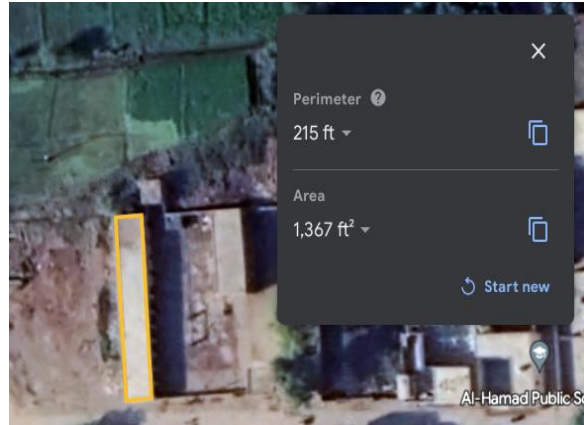 Perimeter
215 ft
Area
1,367 ft²
Start new
Al-Hamad Public Sc